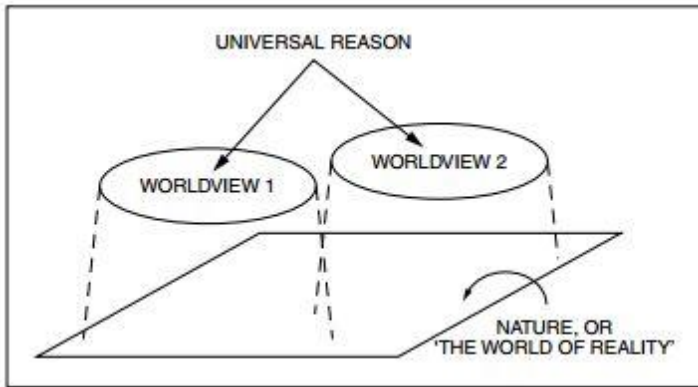 UNIVERSAL REASON
WORLDVIEW 1
WORLDVIEW 2
NATURE, OR
'THE WORLD OF REALITY'